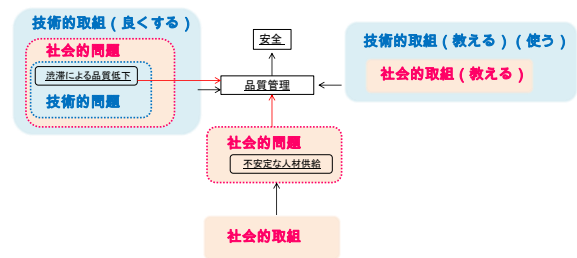 技術的取組(良くする)
社会的問題
渋滞による品質低下
技術的問題
安全
品質管理
技術的取組(教える)(使う)
社会的取組(教える)
社会的問題
不安定な人材供給
社会的取組